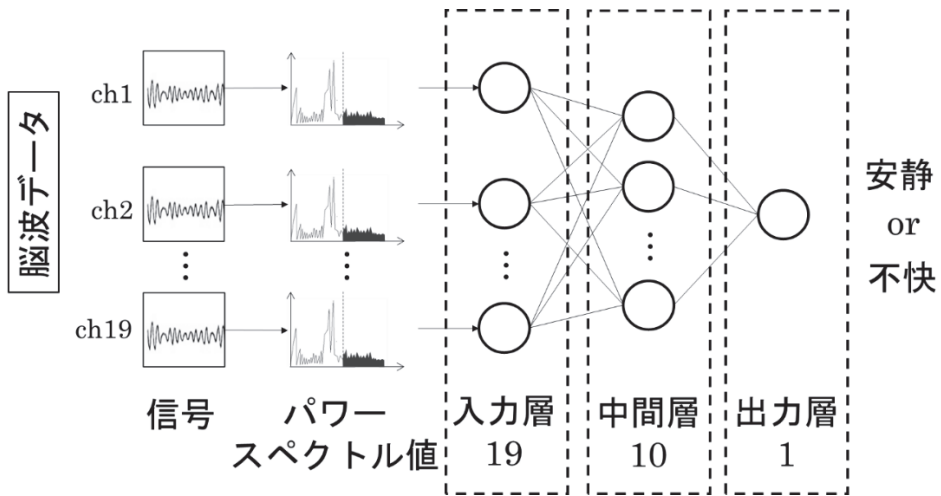 脳波データ
ch1
ch2
ch19
信号
パワー
スペクトル値
入力層
19
中間層
10
出力層
1
安静
or
不快